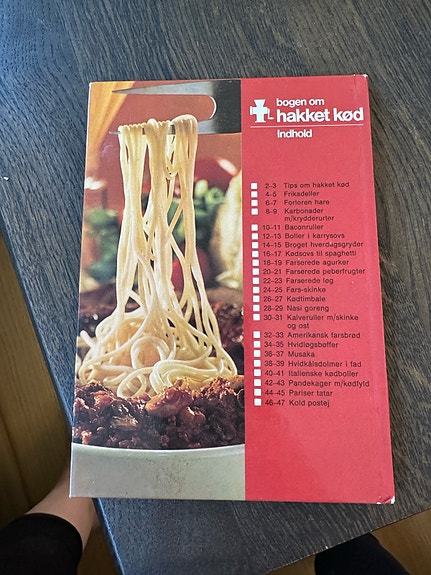 bogen om
L hakket kød
Indhold
2-3 Tips om hakket kød
4-5 Frikadeller
6-7 Forloren hare
8-9 Karbonader
m/krydderurter
10-11 Baconruller
12-13 Boller i karrysovs
14-15 Broget hverdagsgryder
16-17 Kødsovs til spaghetti
18-19 Farserede agurker
20-21 Farserede peberfrugter
22-23 Farserede løg
24-25 Fars-skinke
26-27 Kødtimbale
28-29 Nasi goreng
30-31 Kalveruller m/skinke
og ost
32-33 Amerikansk farsbrød
34-35 Hvidløgsbøffer
36-37 Musaka
38-39 Hvidkålsdolmer i fad
40-41 Italienske kødboller
42-43 Pandekager m/kødfyld
44-45 Pariser tatar
46-47 Kold postej